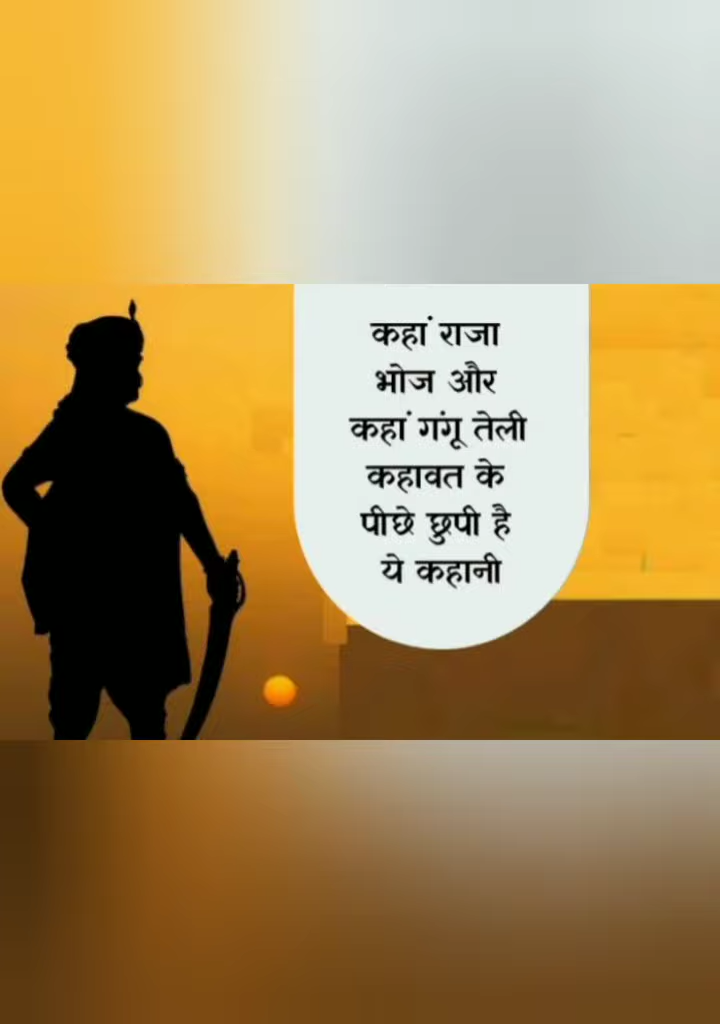 कहां राजा
भोज और
कहां गंगू तेली
कहावत के
पीछे छुपी है
ये कहानी